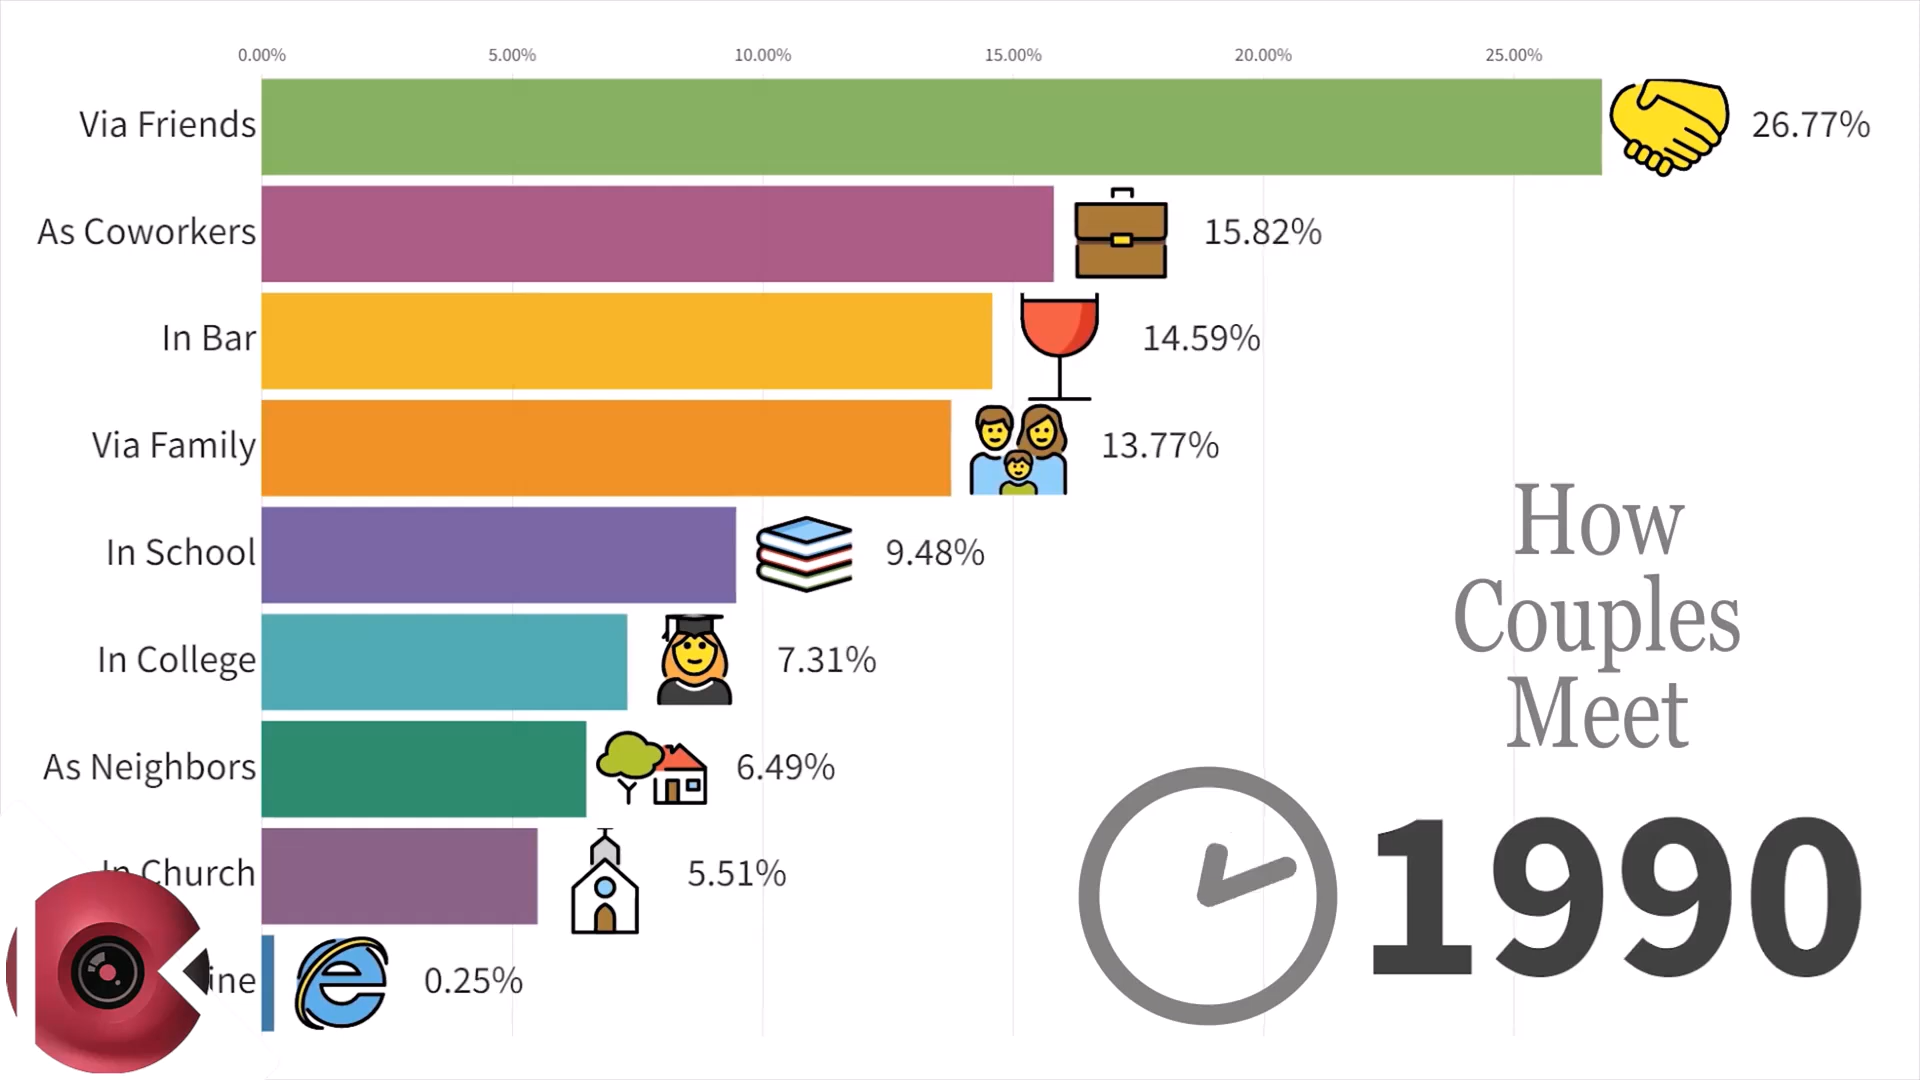 0.00% 5.00% 10.00% 15.00% 20.00% 25.00%
Via Friends 26.77%
As Coworkers 15.82%
In Bar 14.59%
Via Family 13.77%
In School 9.48%
In College 7.31%
As Neighbors 6.49%
In Church 5.51%
ine 0.25%
How
Couples
Meet
1990